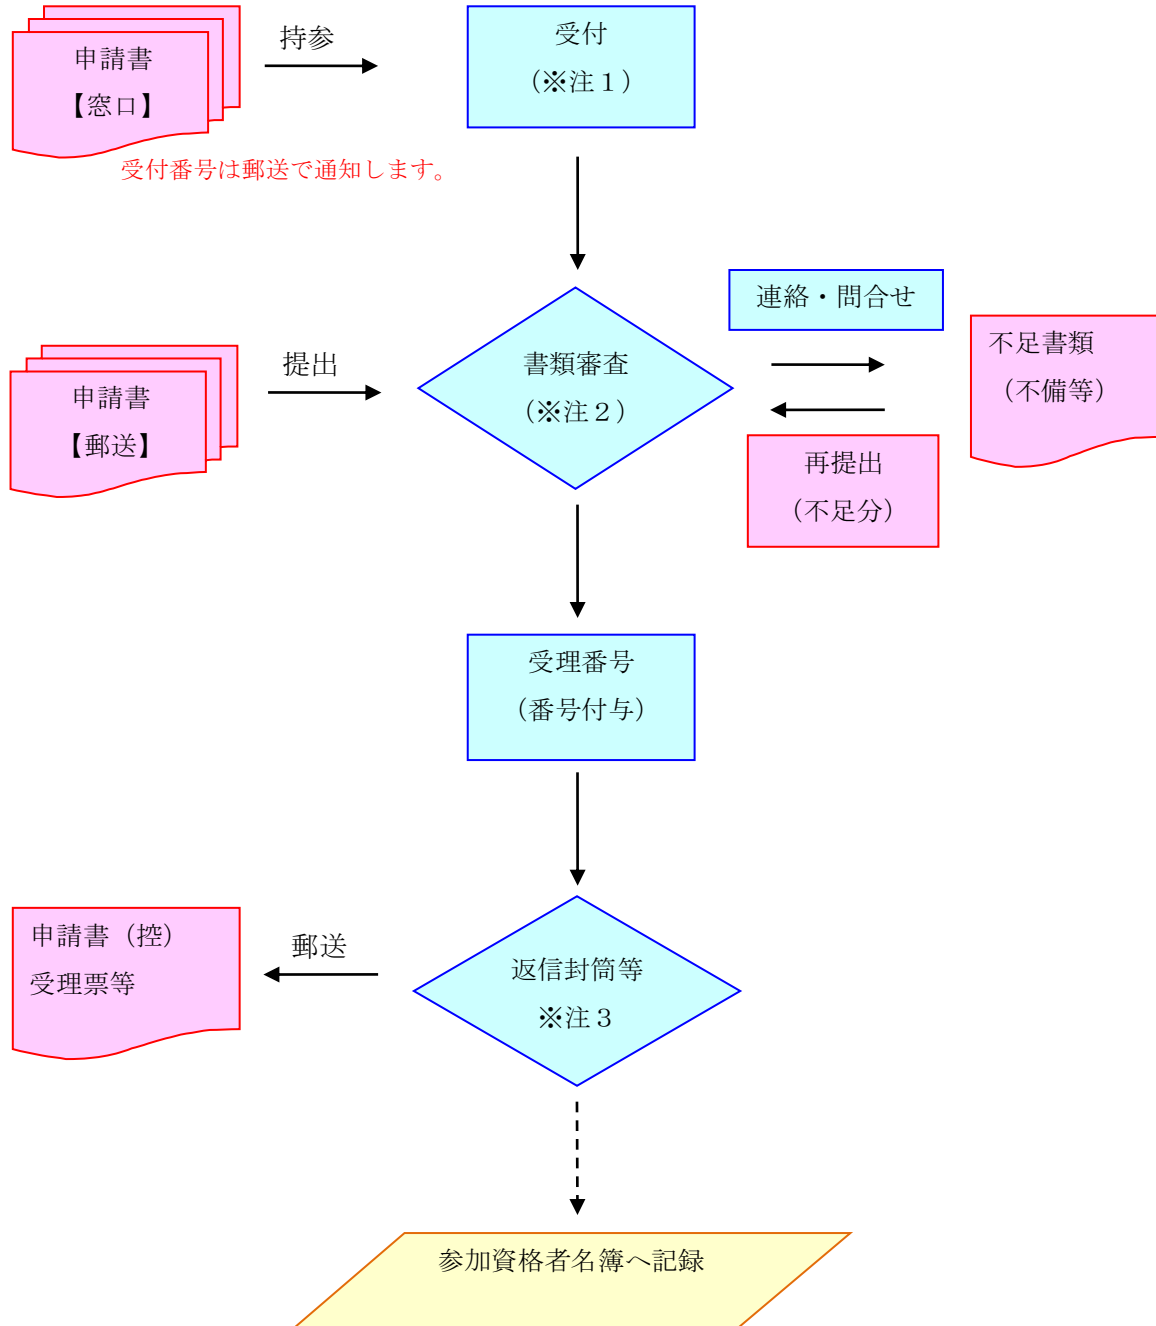 申請書
【窓口】
持参
受付
（※注１）
受付番号は郵送で通知します。
連絡・問合せ
申請書
【郵送】
提出
書類審査
（※注２）
不足書類
（不備等）
再提出
（不足分）
受理番号
（番号付与）
申請書（控）
受理票等
郵送
返信封筒等
※注３
参加資格者名簿へ記録